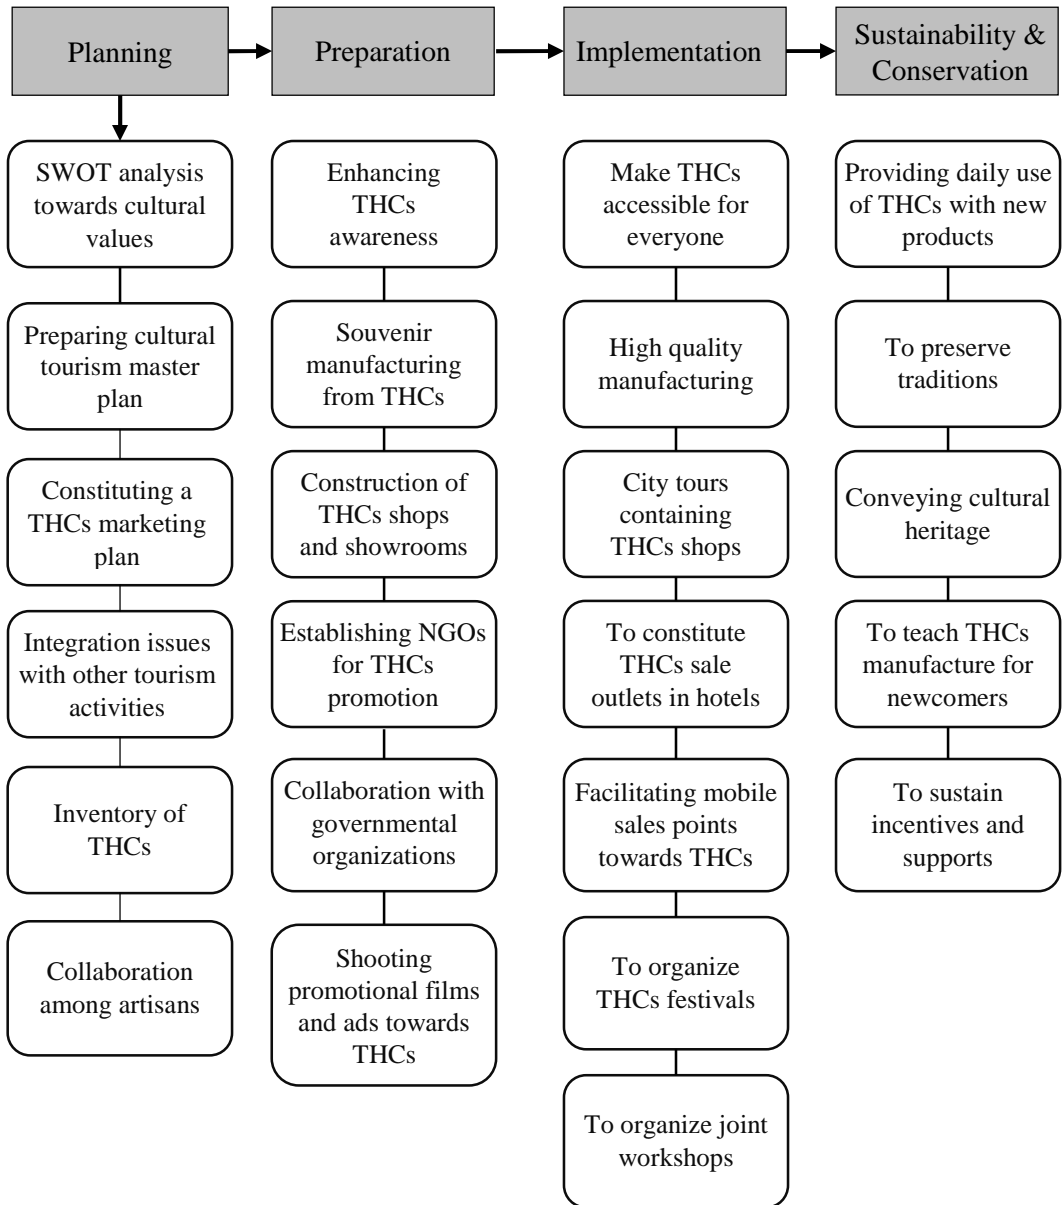 Planning
Preparation
Implementation
Sustainability &
Conservation
SWOT analysis
towards cultural
values
Preparing cultural
tourism master
plan
Constituting a
THCs marketing
plan
Integration issues
with other tourism
activities
Inventory of
THCs
Collaboration
among artisans
Enhancing
THCs
awareness
Souvenir
manufacturing
from THCs
Construction of
THCs shops
and showrooms
Establishing NGOs
for THCs
promotion
Collaboration with
governmental
organizations
Shooting
promotional films
and ads towards
THCs
Make THCs
accessible for
everyone
High quality
manufacturing
City tours
containing
THCs shops
To constitute
THCs sale
outlets in hotels
Facilitating mobile
sales points
towards THCs
To organize
THCs festivals
To organize joint
workshops
Providing daily use
of THCs with new
products
To preserve
traditions
Conveying cultural
heritage
To teach THCs
manufacture for
newcomers
To sustain
incentives and
supports